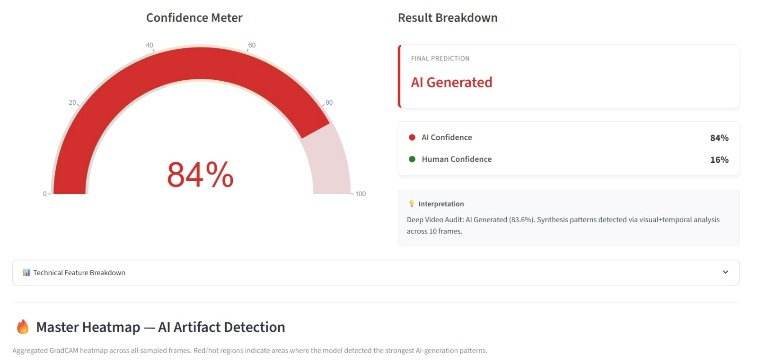 Confidence Meter
Result Breakdown
0
20
40
60
80
100
84%
FINAL PREDICTION
AI Generated
AI Confidence 84%
Human Confidence 16%
💡 Interpretation
Deep Video Audit: AI Generated (83.6%). Synthesis patterns detected via visual+temporal analysis
across 10 frames.
📊 Technical Feature Breakdown
🔥 Master Heatmap — AI Artifact Detection
Aggregated GradCAM heatmap across all sampled frames. Red/hot regions indicate areas where the model detected the strongest AI-generation patterns.